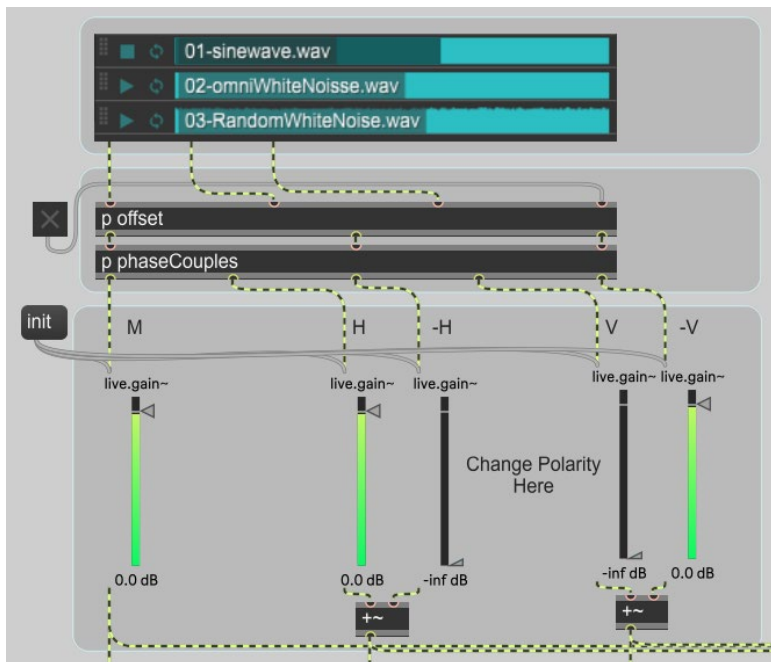 01-sinewave.wav
02-omniWhiteNoisse.wav
03-RandomWhiteNoise.wav
p offset
p phaseCouples
init
M H -H V -V
live.gain~ live.gain~ live.gain~ live.gain~ live.gain~
Change Polarity
Here
0.0 dB 0.0 dB -inf dB -inf dB 0.0 dB
+~ +~